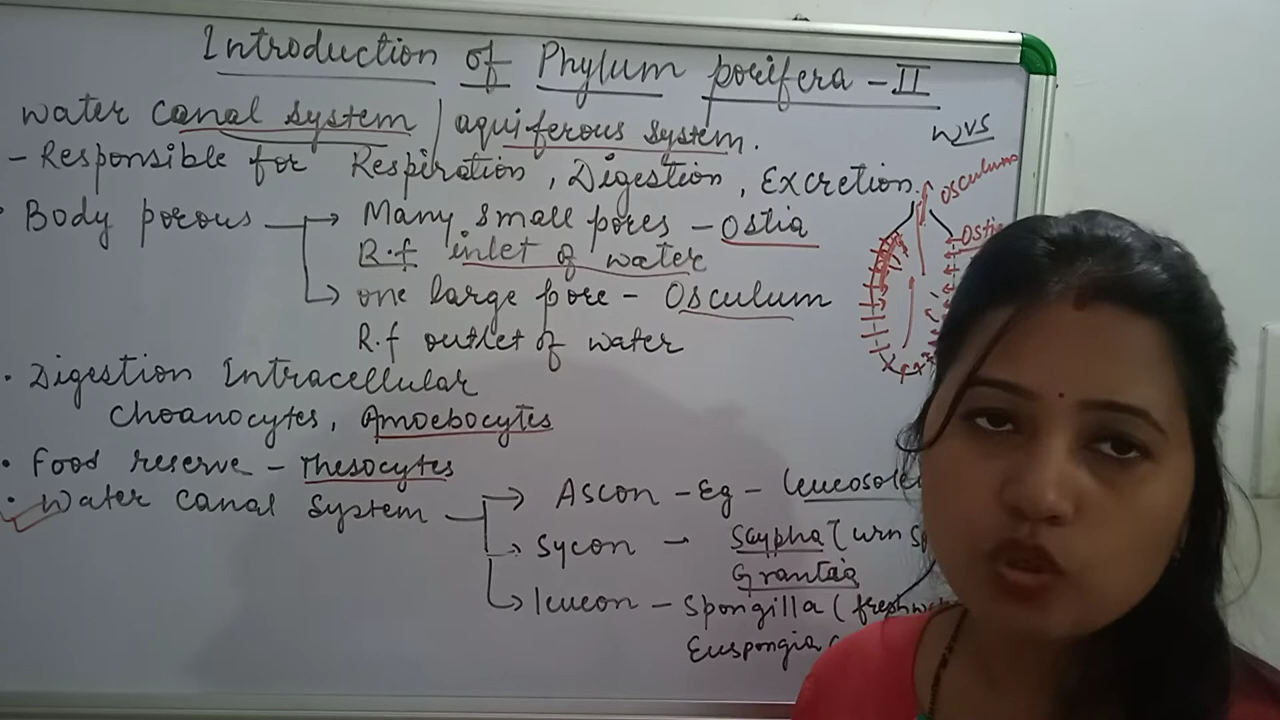 Introduction of Phylum porifera - II
water canal system / aquiferous system.
- Responsible for Respiration, Digestion, Excretion.
WVS
osculum
• Body porous → Many small pores - Ostia
Ostia
R.f inlet of water
→ one large pore - Osculum
R.f outlet of water
• Digestion Intracellular
Choanocytes, Amoebocytes
• Food reserve - Thesocytes
• Water Canal System → Ascon - Eg -
→ Sycon - Scypha (urn
Grantia
→ leucon - Spongilla (
Euspongia (